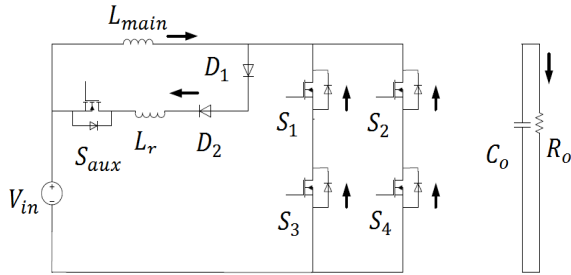 L_main
D_1
S_aux
L_r
D_2
S_1
S_2
V_in
S_3
S_4
C_o
R_o